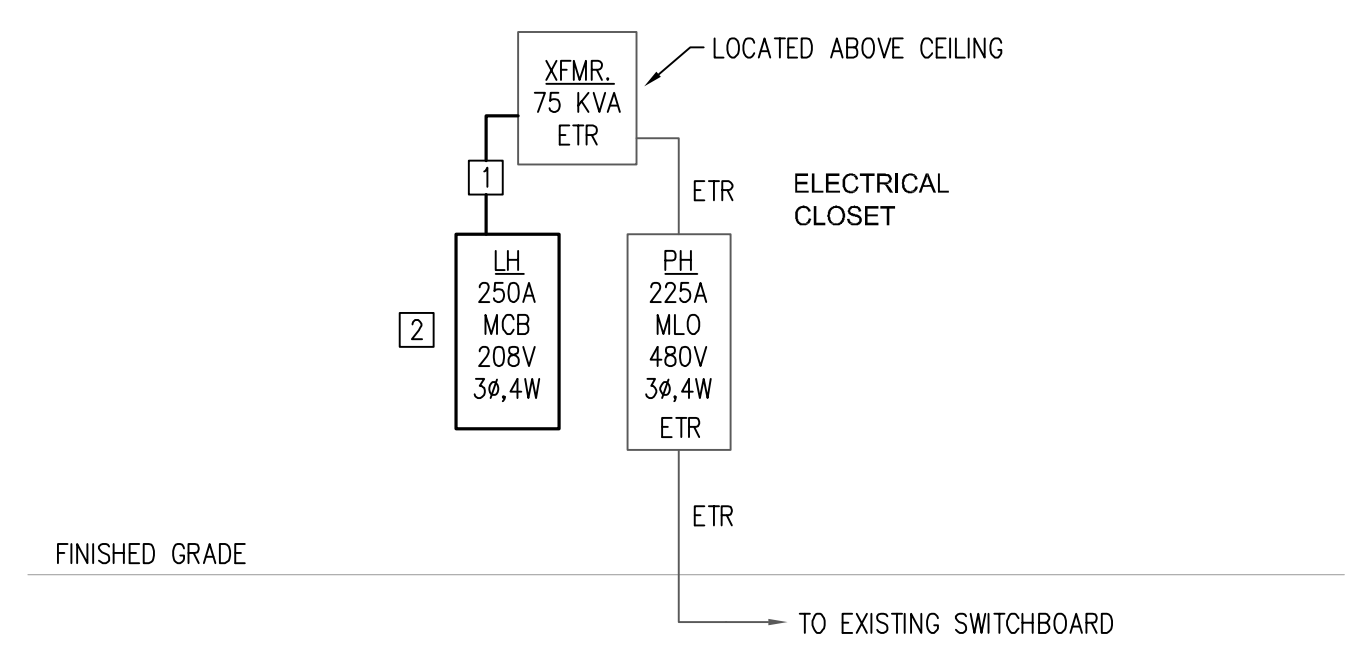 LOCATED ABOVE CEILING
XFMR.
75 KVA
ETR
1
ETR
ELECTRICAL
CLOSET
LH
250A
MCB
208V
3ø,4W
2
PH
225A
MLO
480V
3ø,4W
ETR
ETR
FINISHED GRADE
TO EXISTING SWITCHBOARD